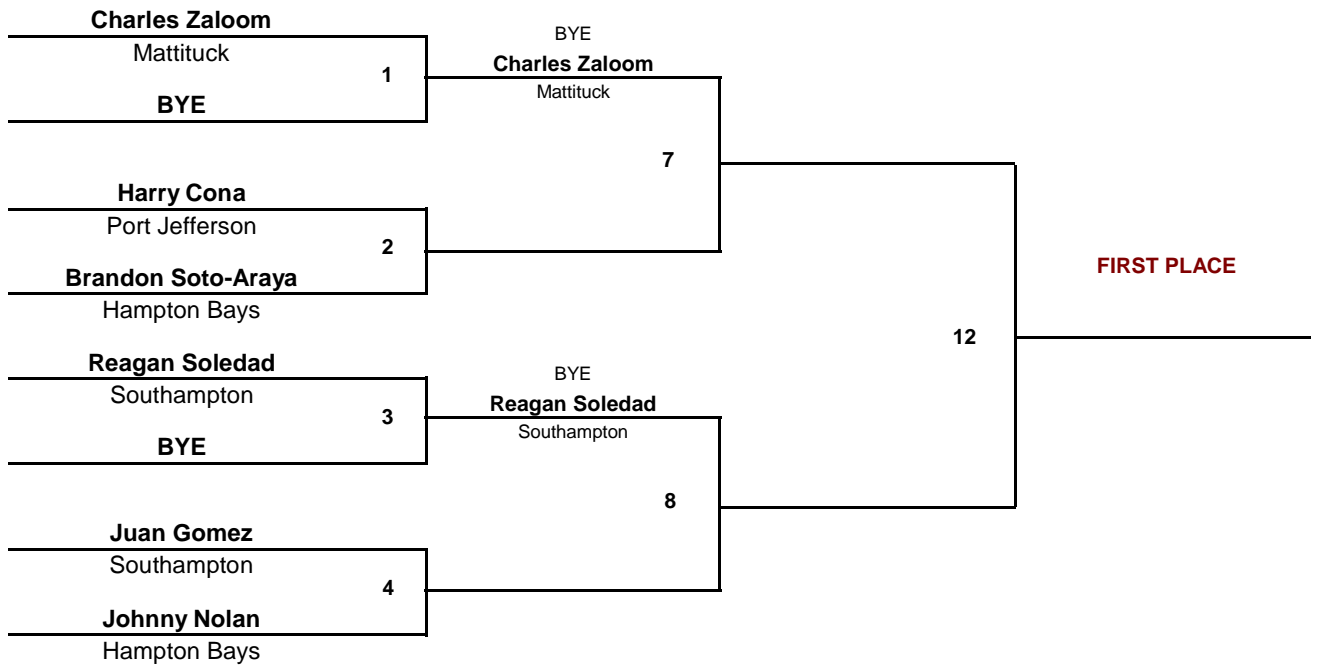 Charles Zaloom
Mattituck
1
BYE
BYE
Charles Zaloom
Mattituck
7
Harry Cona
Port Jefferson
2
Brandon Soto-Araya
Hampton Bays
FIRST PLACE
12
Reagan Soledad
Southampton
3
BYE
BYE
Reagan Soledad
Southampton
8
Juan Gomez
Southampton
4
Johnny Nolan
Hampton Bays